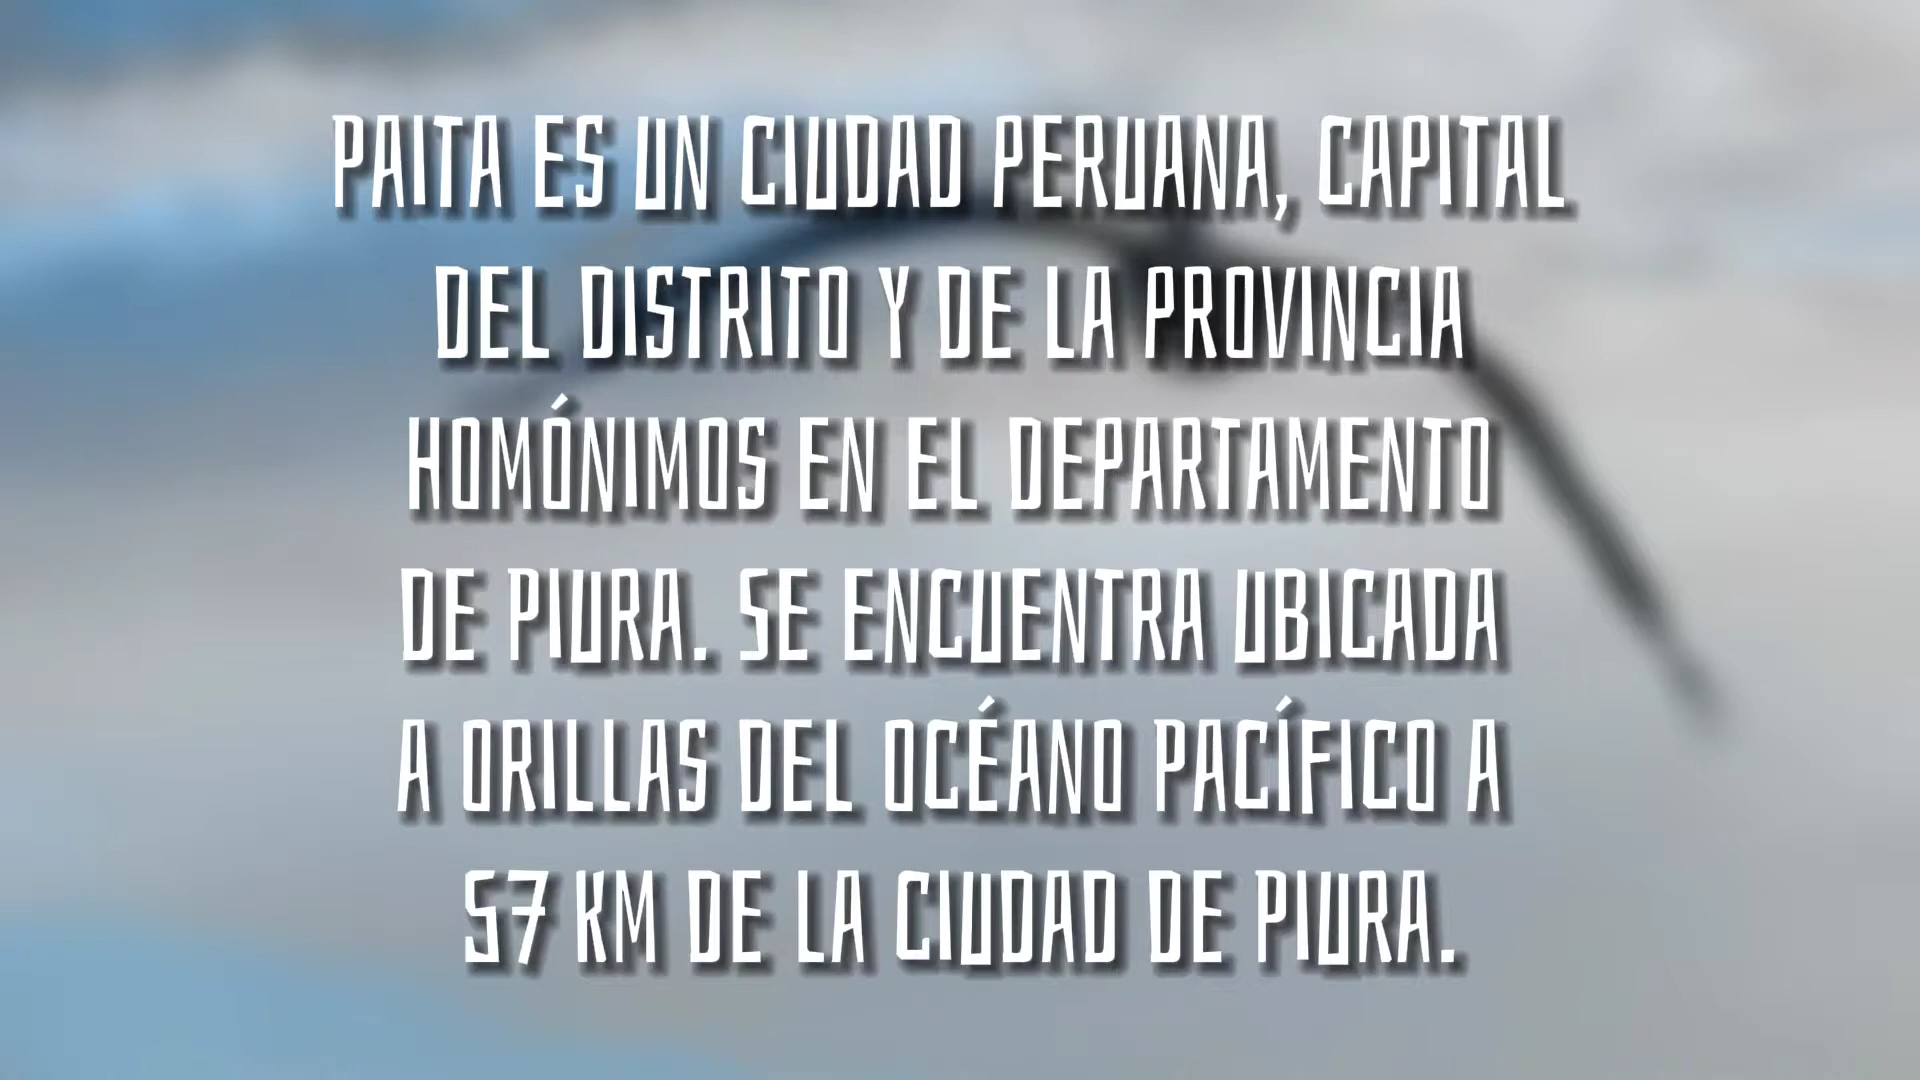 PAITA ES UN CIUDAD PERUANA, CAPITAL
DEL DISTRITO Y DE LA PROVINCIA
HOMÓNIMOS EN EL DEPARTAMENTO
DE PIURA. SE ENCUENTRA UBICADA
A ORILLAS DEL OCÉANO PACÍFICO A
57 KM DE LA CIUDAD DE PIURA.